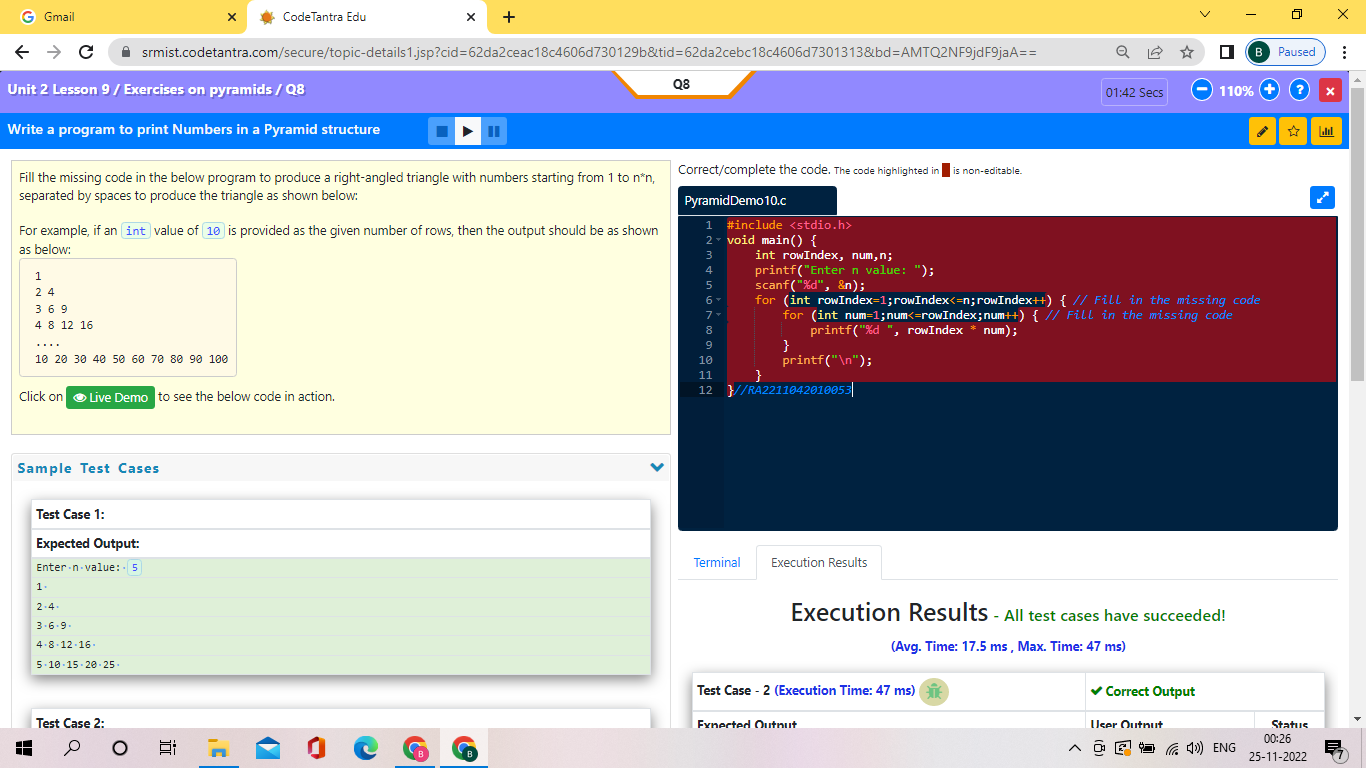 Gmail
CodeTantra Edu
srmist.codetantra.com/secure/topic-details1.jsp?cid=62da2ceac18c4606d730129b&tid=62da2cebc18c4606d7301313&bd=AMTQ2NF9jdF9jaA==
B Paused
Unit 2 Lesson 9 / Exercises on pyramids / Q8
Q8
01:42 Secs
110%
Write a program to print Numbers in a Pyramid structure
Fill the missing code in the below program to produce a right-angled triangle with numbers starting from 1 to n*n,
separated by spaces to produce the triangle as shown below:
For example, if an int value of 10 is provided as the given number of rows, then the output should be as shown
as below:
1
2 4
3 6 9
4 8 12 16
....
10 20 30 40 50 60 70 80 90 100
Click on Live Demo to see the below code in action.
Sample Test Cases
Test Case 1:
Expected Output:
Enter·n·value:· 5
1·
2·4·
3·6·9·
4·8·12·16·
5·10·15·20·25·
Test Case 2:
Correct/complete the code. The code highlighted in is non-editable.
PyramidDemo10.c
1 #include <stdio.h>
2 void main() {
3 int rowIndex, num,n;
4 printf("Enter n value: ");
5 scanf("%d", &n);
6 for (int rowIndex=1;rowIndex<=n;rowIndex++) { // Fill in the missing code
7 for (int num=1;num<=rowIndex;num++) { // Fill in the missing code
8 printf("%d ", rowIndex * num);
9 }
10 printf("\n");
11 }
12 }//RA2211042010053
Terminal
Execution Results
Execution Results - All test cases have succeeded!
(Avg. Time: 17.5 ms , Max. Time: 47 ms)
Test Case - 2 (Execution Time: 47 ms)
Correct Output
Expected Output
User Output
Status
ENG
00:26
25-11-2022
7